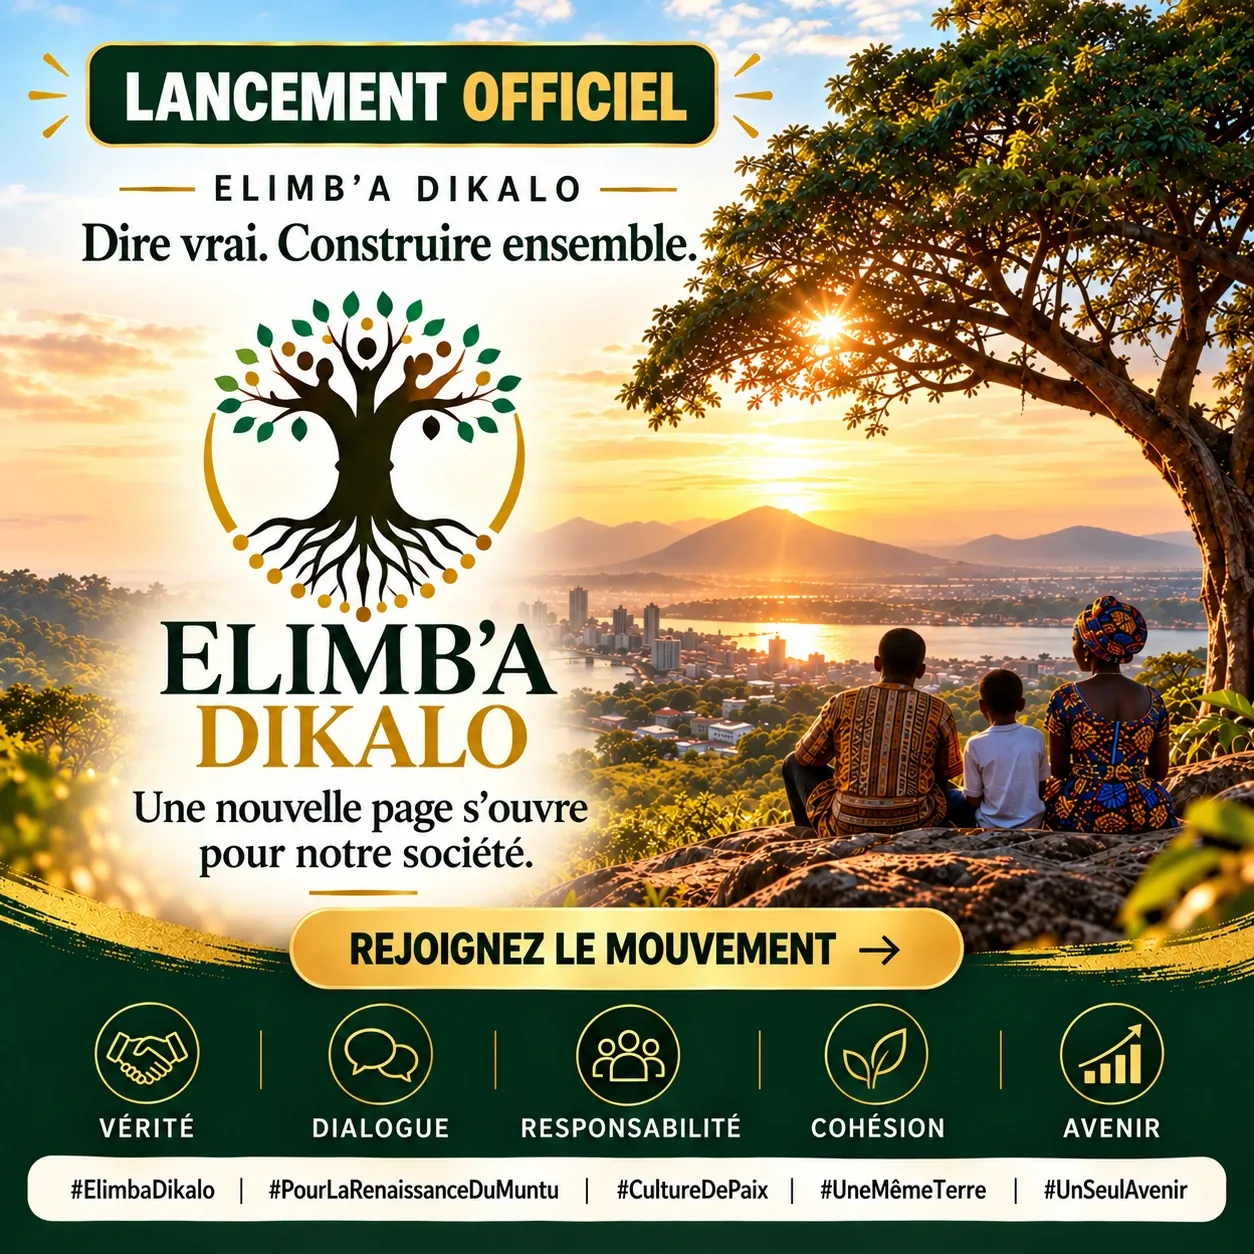 LANCEMENT OFFICIEL
ELIMB'A DIKALO
Dire vrai. Construire ensemble.
ELIMB'A
DIKALO
Une nouvelle page s'ouvre
pour notre société.
REJOIGNEZ LE MOUVEMENT →
VÉRITÉ
DIALOGUE
RESPONSABILITÉ
COHÉSION
AVENIR
#ElimbaDikalo | #PourLaRenaissanceDuMuntu | #CultureDePaix | #UneMêmeTerre | #UnSeulAvenir